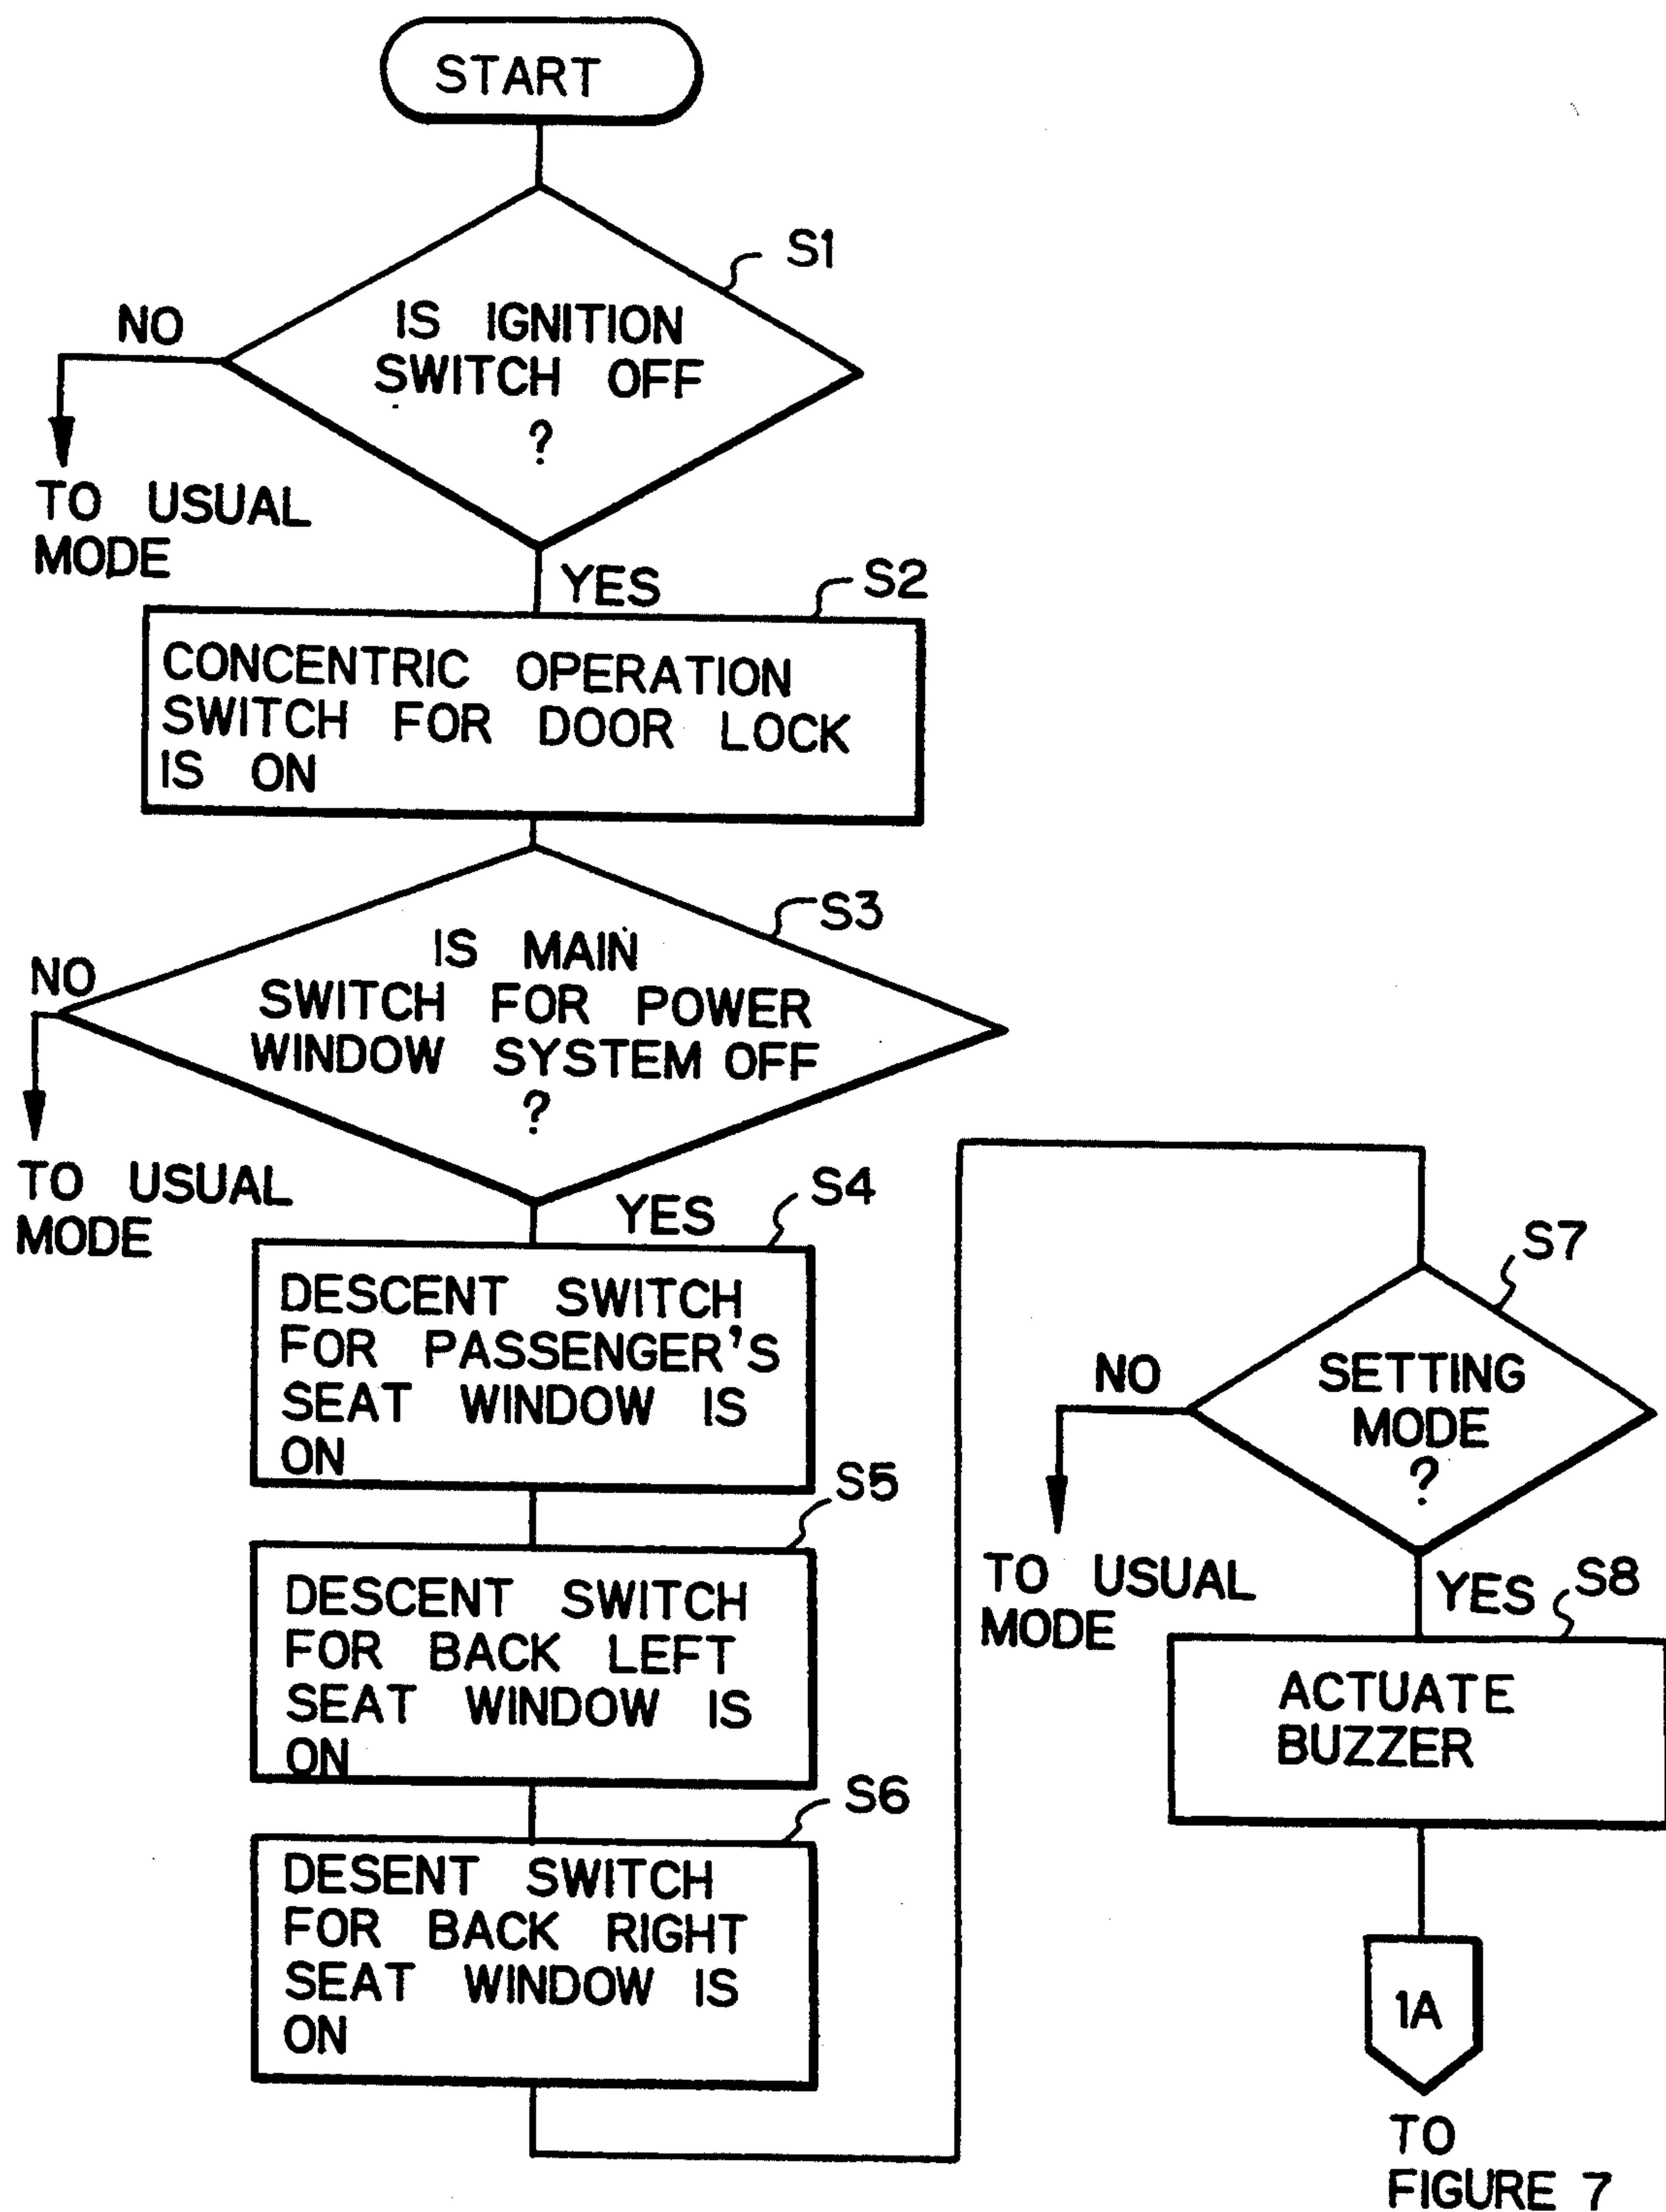 START
S1
NO
IS IGNITION
SWITCH OFF
?
TO USUAL
MODE
YES
S2
CONCENTRIC OPERATION
SWITCH FOR DOOR LOCK
IS ON
S3
NO
IS MAIN
SWITCH FOR POWER
WINDOW SYSTEM OFF
?
TO USUAL
MODE
YES
S4
DESCENT SWITCH
FOR PASSENGER'S
SEAT WINDOW IS
ON
S5
DESCENT SWITCH
FOR BACK LEFT
SEAT WINDOW IS
ON
S6
DESENT SWITCH
FOR BACK RIGHT
SEAT WINDOW IS
ON
S7
NO
SETTING
MODE
?
TO USUAL
MODE
YES
S8
ACTUATE
BUZZER
1A
TO
FIGURE 7